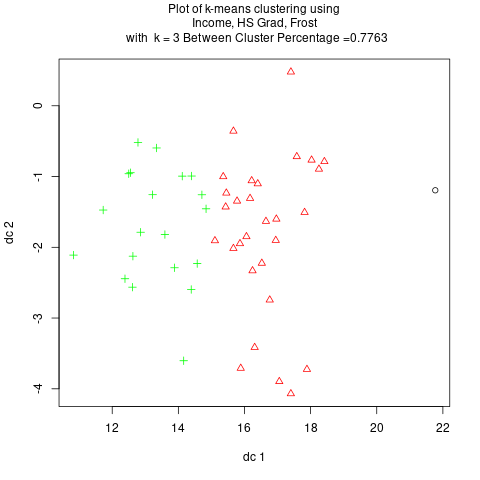 Plot of k-means clustering using
Income, HS Grad, Frost
with  k = 3 Between Cluster Percentage =0.7763
0
-1
-2
-3
-4
dc 2
12 14 16 18 20 22
dc 1